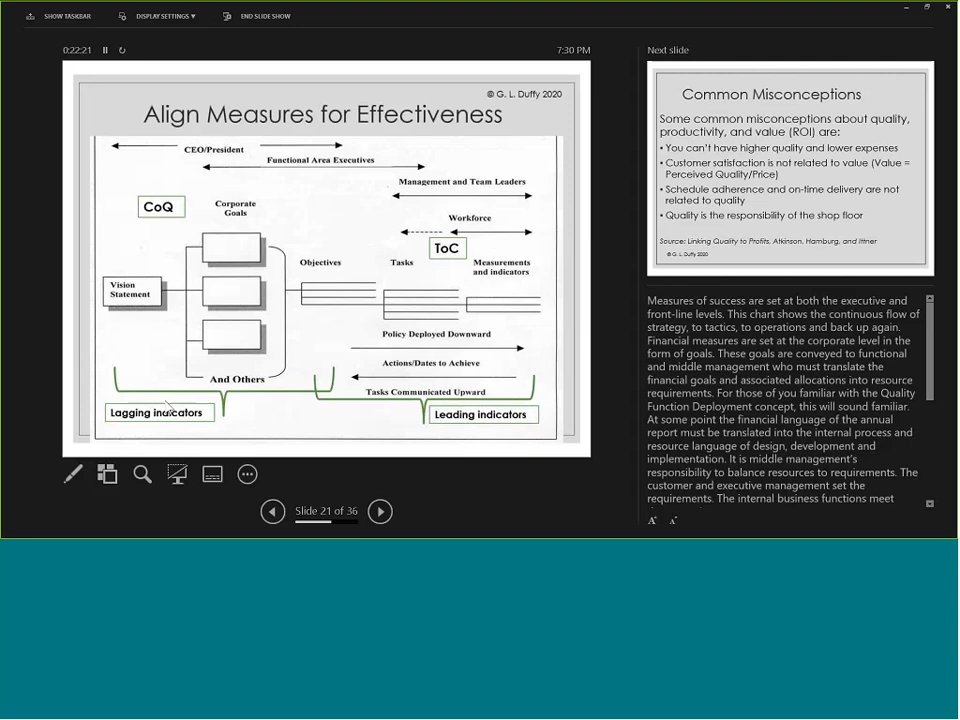 SHOW TASKBAR
DISPLAY SETTINGS ▼
END SLIDE SHOW
0:22:21
7:30 PM
© G. L. Duffy 2020
Align Measures for Effectiveness
CEO/President
Functional Area Executives
Management and Team Leaders
CoQ
Corporate
Goals
Workforce
ToC
Objectives
Tasks
Measurements
and indicators
Vision
Statement
Policy Deployed Downward
Actions/Dates to Achieve
And Others
Tasks Communicated Upward
Lagging indicators
Leading indicators
Slide 21 of 36
Next slide
Common Misconceptions
Some common misconceptions about quality,
productivity, and value (ROI) are:
• You can't have higher quality and lower expenses
• Customer satisfaction is not related to value (Value =
Perceived Quality/Price)
• Schedule adherence and on-time delivery are not
related to quality
• Quality is the responsibility of the shop floor
Source: Linking Quality to Profits, Atkinson, Hamburg, and Ittner
© G. L. Duffy 2020
Measures of success are set at both the executive and
front-line levels. This chart shows the continuous flow of
strategy, to tactics, to operations and back up again.
Financial measures are set at the corporate level in the
form of goals. These goals are conveyed to functional
and middle management who must translate the
financial goals and associated allocations into resource
requirements. For those of you familiar with the Quality
Function Deployment concept, this will sound familiar.
At some point the financial language of the annual
report must be translated into the internal process and
resource language of design, development and
implementation. It is middle management's
responsibility to balance resources to requirements. The
customer and executive management set the
requirements. The internal business functions meet
A A